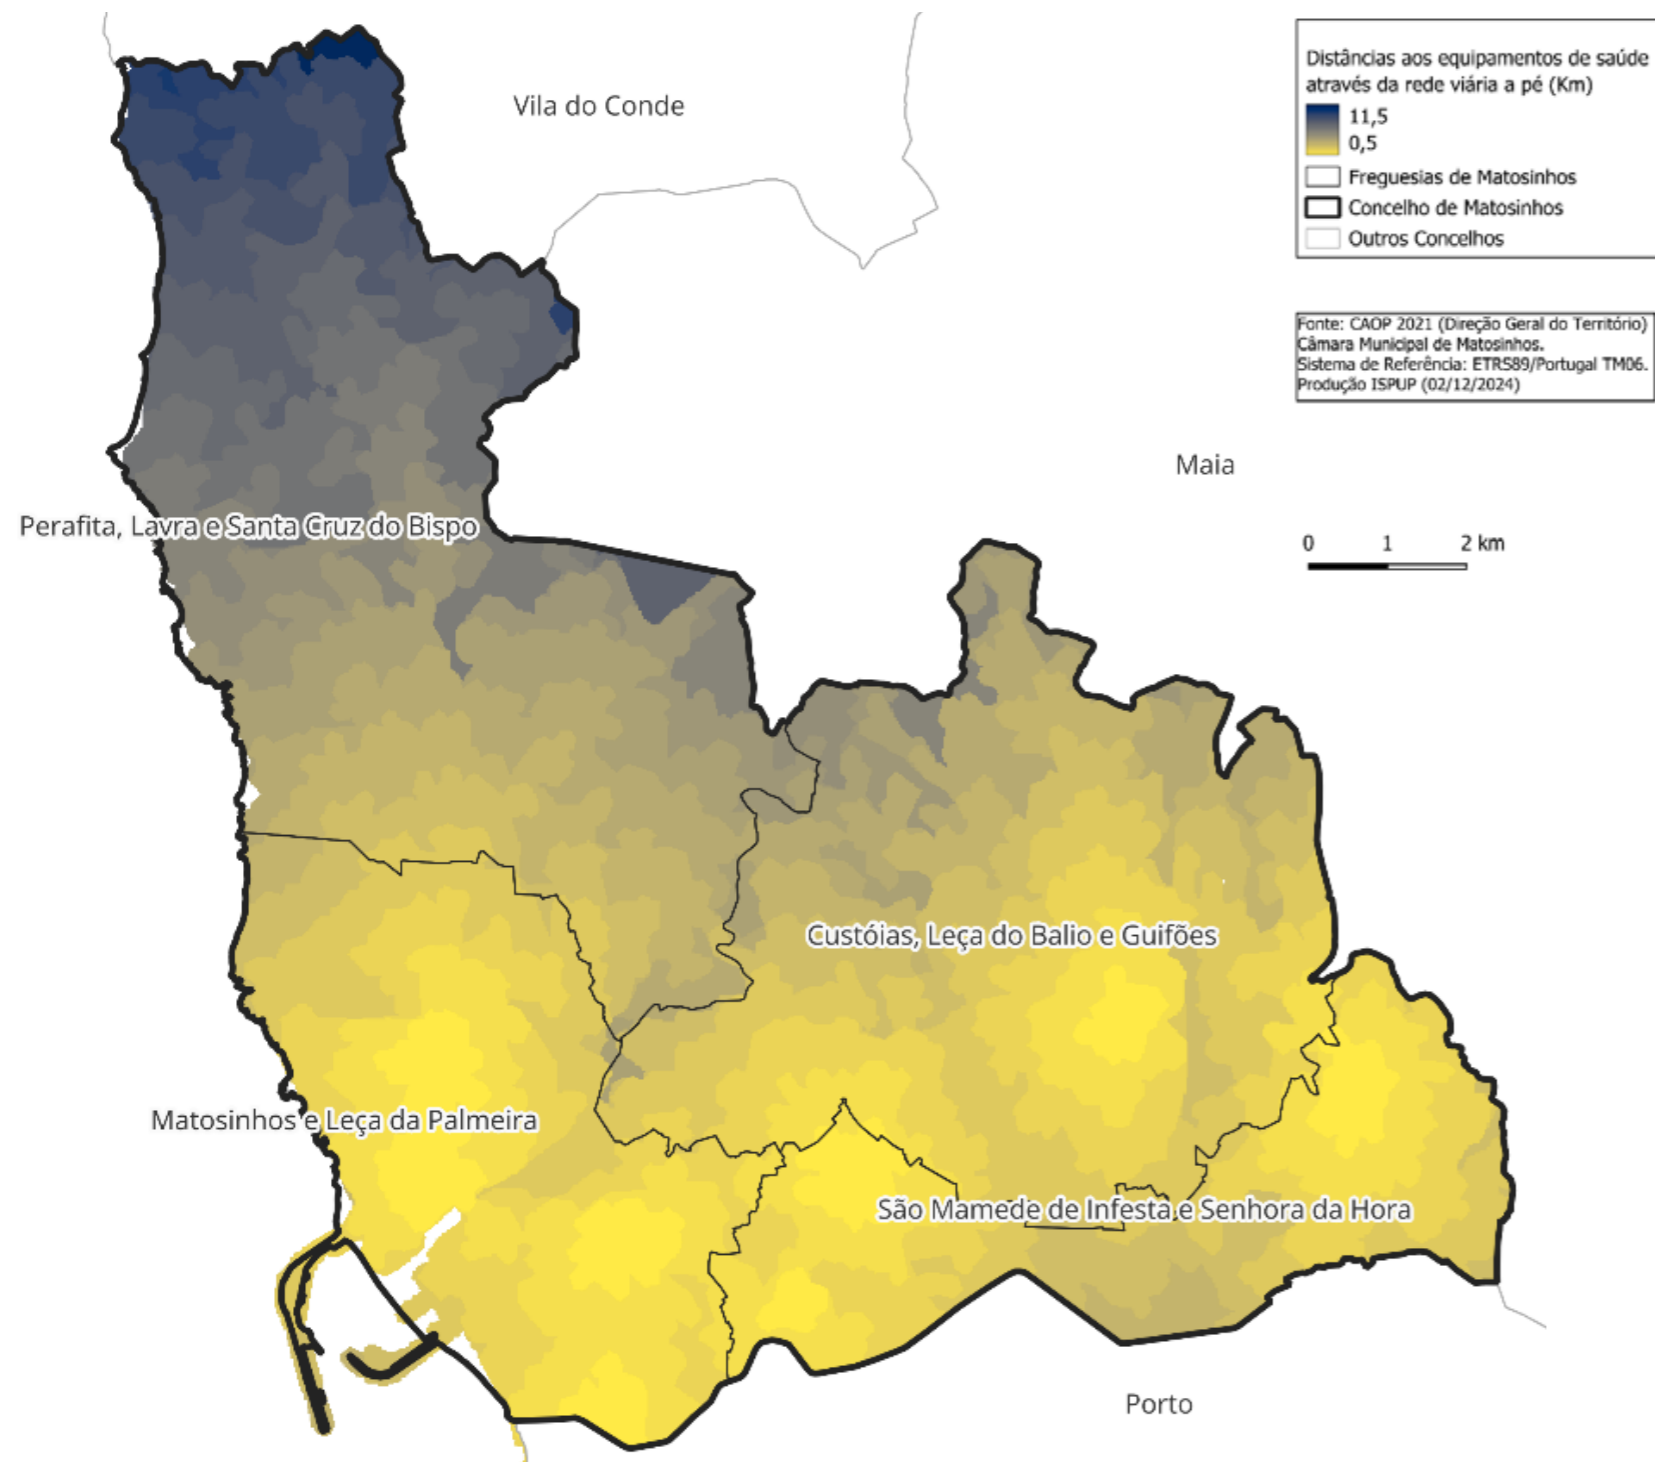 Distâncias aos equipamentos de saúde
através da rede viária a pé (Km)
11,5
0,5
Freguesias de Matosinhos
Concelho de Matosinhos
Outros Concelhos
Vila do Conde
Fonte: CAOP 2021 (Direção Geral do Território)
Câmara Municipal de Matosinhos.
Sistema de Referência: ETRS89/Portugal TM06.
Produção ISPUP (02/12/2024)
Maia
Perafita, Lavra e Santa Cruz do Bispo
0 1 2 km
Custóias, Leça do Balio e Guifões
Matosinhos e Leça da Palmeira
São Mamede de Infesta e Senhora da Hora
Porto